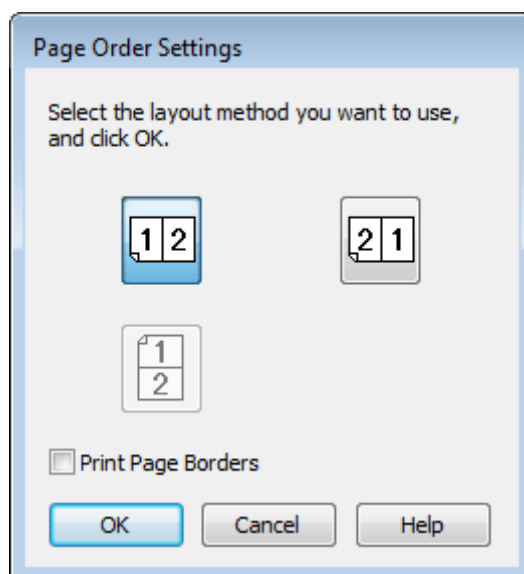 Page Order Settings
Select the layout method you want to use,
and click OK.
1 2
2 1
1
2
Print Page Borders
OK Cancel Help